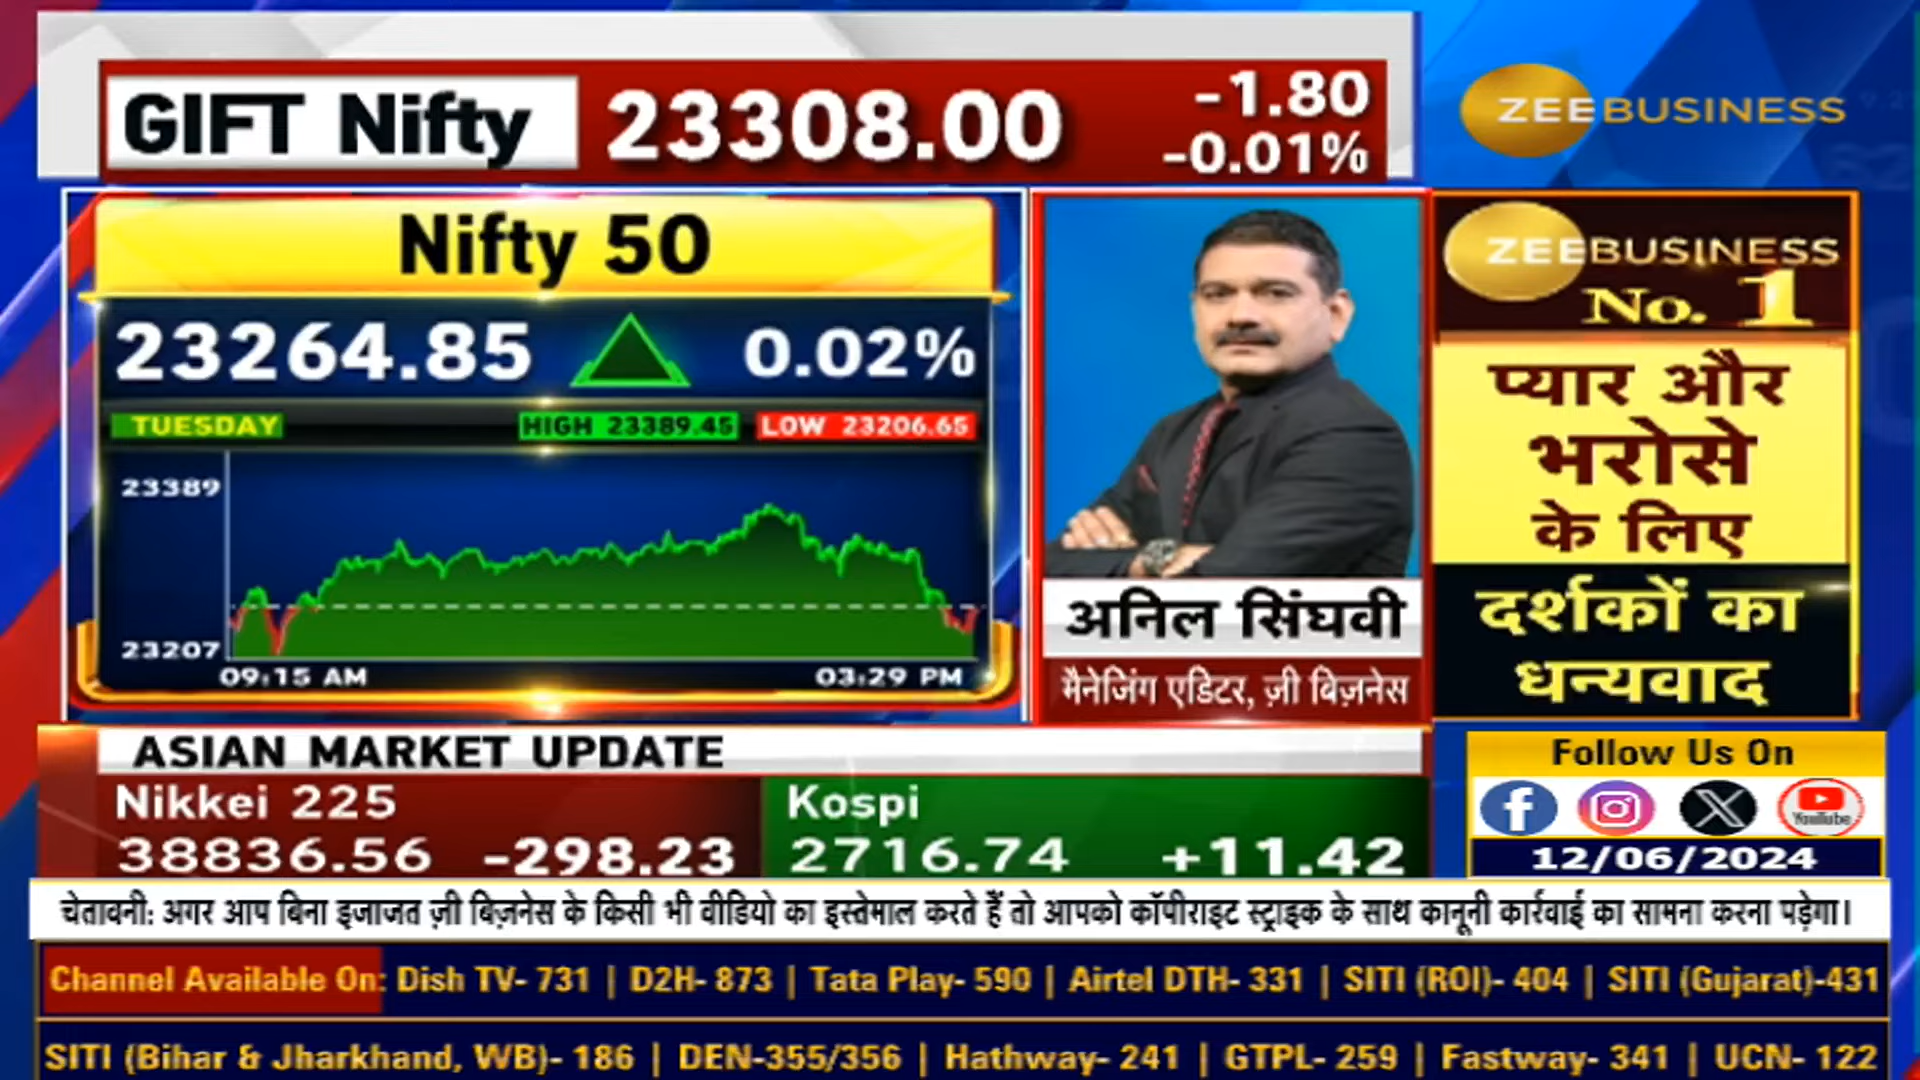 GIFT Nifty 23308.00 -1.80
-0.01%
ZEEBUSINESS
Nifty 50
23264.85 0.02%
TUESDAY HIGH 23389.45 LOW 23206.65
23389
23207
09:15 AM 03:29 PM
अनिल सिंघवी
मैनेजिंग एडिटर, ज़ी बिज़नेस
ZEEBUSINESS
No. 1
प्यार और
भरोसे
के लिए
दर्शकों का
धन्यवाद
ASIAN MARKET UPDATE
Nikkei 225
38836.56 -298.23
Kospi
2716.74 +11.42
Follow Us On
YouTube
12/06/2024
चेतावनी: अगर आप बिना इजाजत ज़ी बिज़नेस के किसी भी वीडियो का इस्तेमाल करते हैं तो आपको कॉपीराइट स्ट्राइक के साथ कानूनी कार्रवाई का सामना करना पड़ेगा।
Channel Available On: Dish TV- 731 | D2H- 873 | Tata Play- 590 | Airtel DTH- 331 | SITI (ROI)- 404 | SITI (Gujarat)-431
SITI (Bihar & Jharkhand, WB)- 186 | DEN-355/356 | Hathway- 241 | GTPL- 259 | Fastway- 341 | UCN- 122